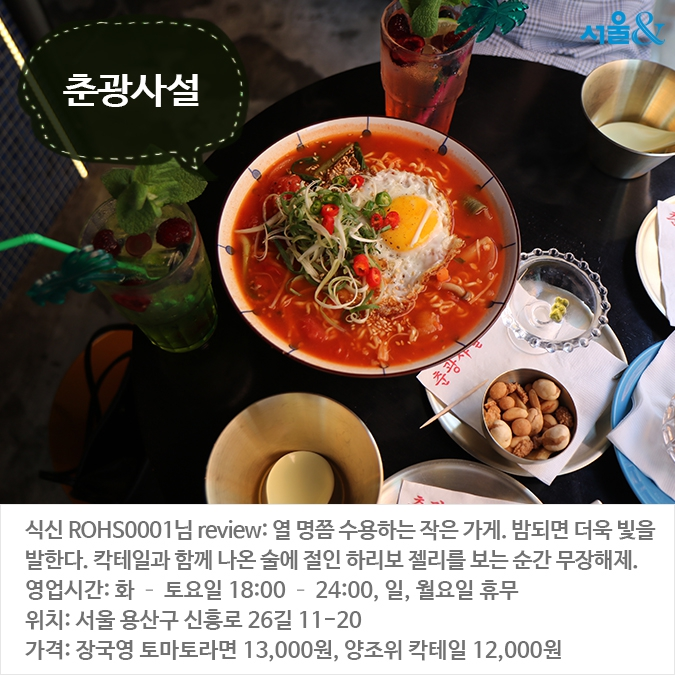 서울&
춘광사설
춘광사설
식신 ROHS0001님 review: 열 명쯤 수용하는 작은 가게. 밤되면 더욱 빛을
발한다. 칵테일과 함께 나온 술에 절인 하리보 젤리를 보는 순간 무장해제.
영업시간: 화 – 토요일 18:00 – 24:00, 일, 월요일 휴무
위치: 서울 용산구 신흥로 26길 11-20
가격: 장국영 토마토라면 13,000원, 양조위 칵테일 12,000원